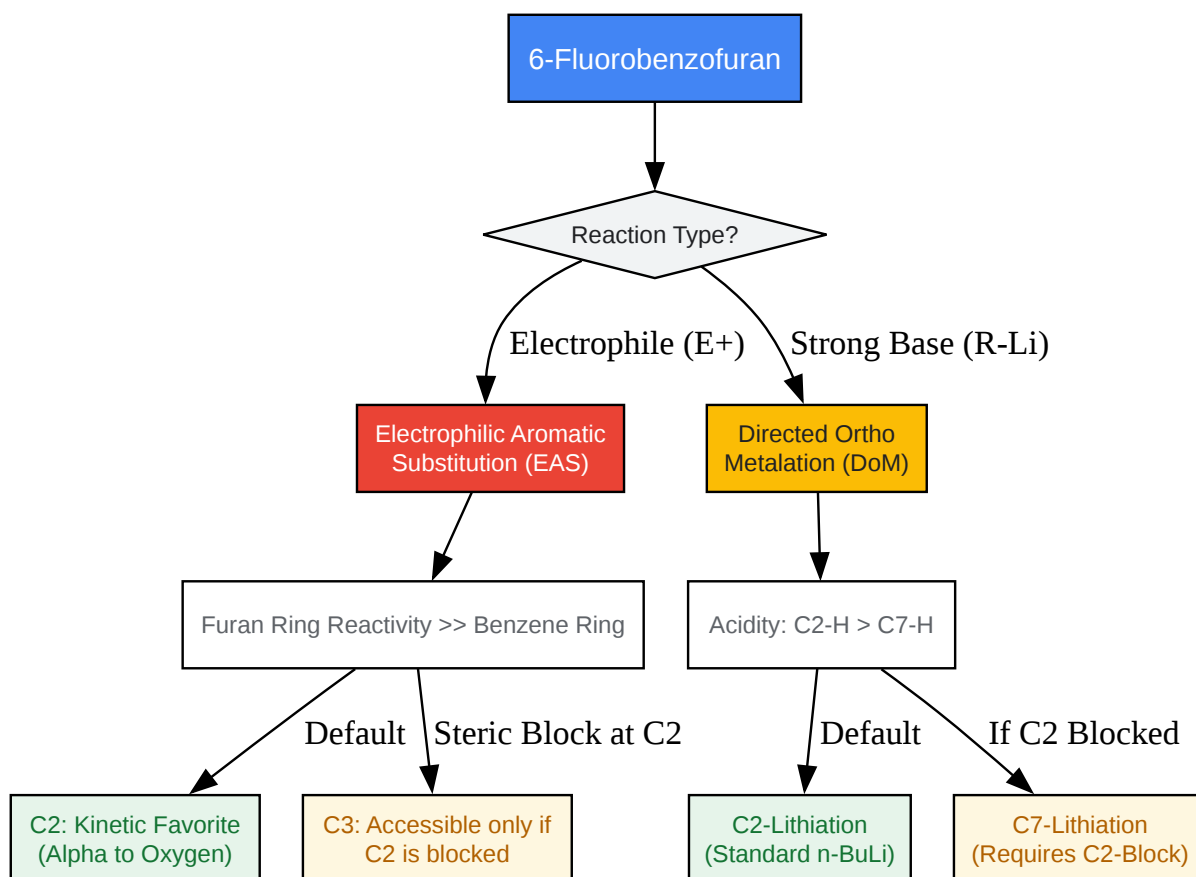 6-Fluorobenzofuran
Reaction Type?
Electrophile (E+)
Strong Base (R-Li)
Electrophilic Aromatic
Substitution (EAS)
Directed Ortho
Metalation (DoM)
Furan Ring Reactivity >> Benzene Ring
Acidity: C2-H > C7-H
Default
Steric Block at C2
Default
If C2 Blocked
C2: Kinetic Favorite
(Alpha to Oxygen)
C3: Accessible only if
C2 is blocked
C2-Lithiation
(Standard n-BuLi)
C7-Lithiation
(Requires C2-Block)